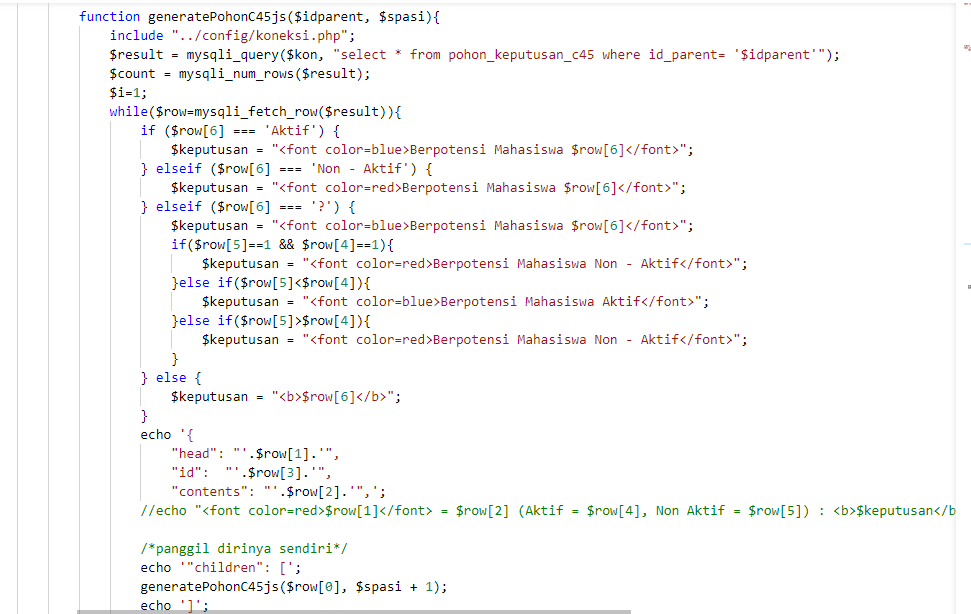 function generatePohonC45js($idparent, $spasi){
include "../config/koneksi.php";
$result = mysqli_query($kon, "select * from pohon_keputusan_c45 where id_parent= '$idparent'");
$count = mysqli_num_rows($result);
$i=1;
while($row=mysqli_fetch_row($result)){
if ($row[6] === 'Aktif') {
$keputusan = "<font color=blue>Berpotensi Mahasiswa $row[6]</font>";
} elseif ($row[6] === 'Non - Aktif') {
$keputusan = "<font color=red>Berpotensi Mahasiswa $row[6]</font>";
} elseif ($row[6] === '?') {
$keputusan = "<font color=blue>Berpotensi Mahasiswa $row[6]</font>";
if($row[5]==1 && $row[4]==1){
$keputusan = "<font color=red>Berpotensi Mahasiswa Non - Aktif</font>";
}else if($row[5]<$row[4]){
$keputusan = "<font color=blue>Berpotensi Mahasiswa Aktif</font>";
}else if($row[5]>$row[4]){
$keputusan = "<font color=red>Berpotensi Mahasiswa Non - Aktif</font>";
}
} else {
$keputusan = "<b>$row[6]</b>";
}
echo '{
"head": "'.$row[1].'",
"id":  "'.$row[3].'",
"contents": "'.$row[2].'",';
//echo "<font color=red>$row[1]</font> = $row[2] (Aktif = $row[4], Non Aktif = $row[5]) : <b>$keputusan</b
/*panggil dirinya sendiri*/
echo '"children": [';
generatePohonC45js($row[0], $spasi + 1);
echo ']';